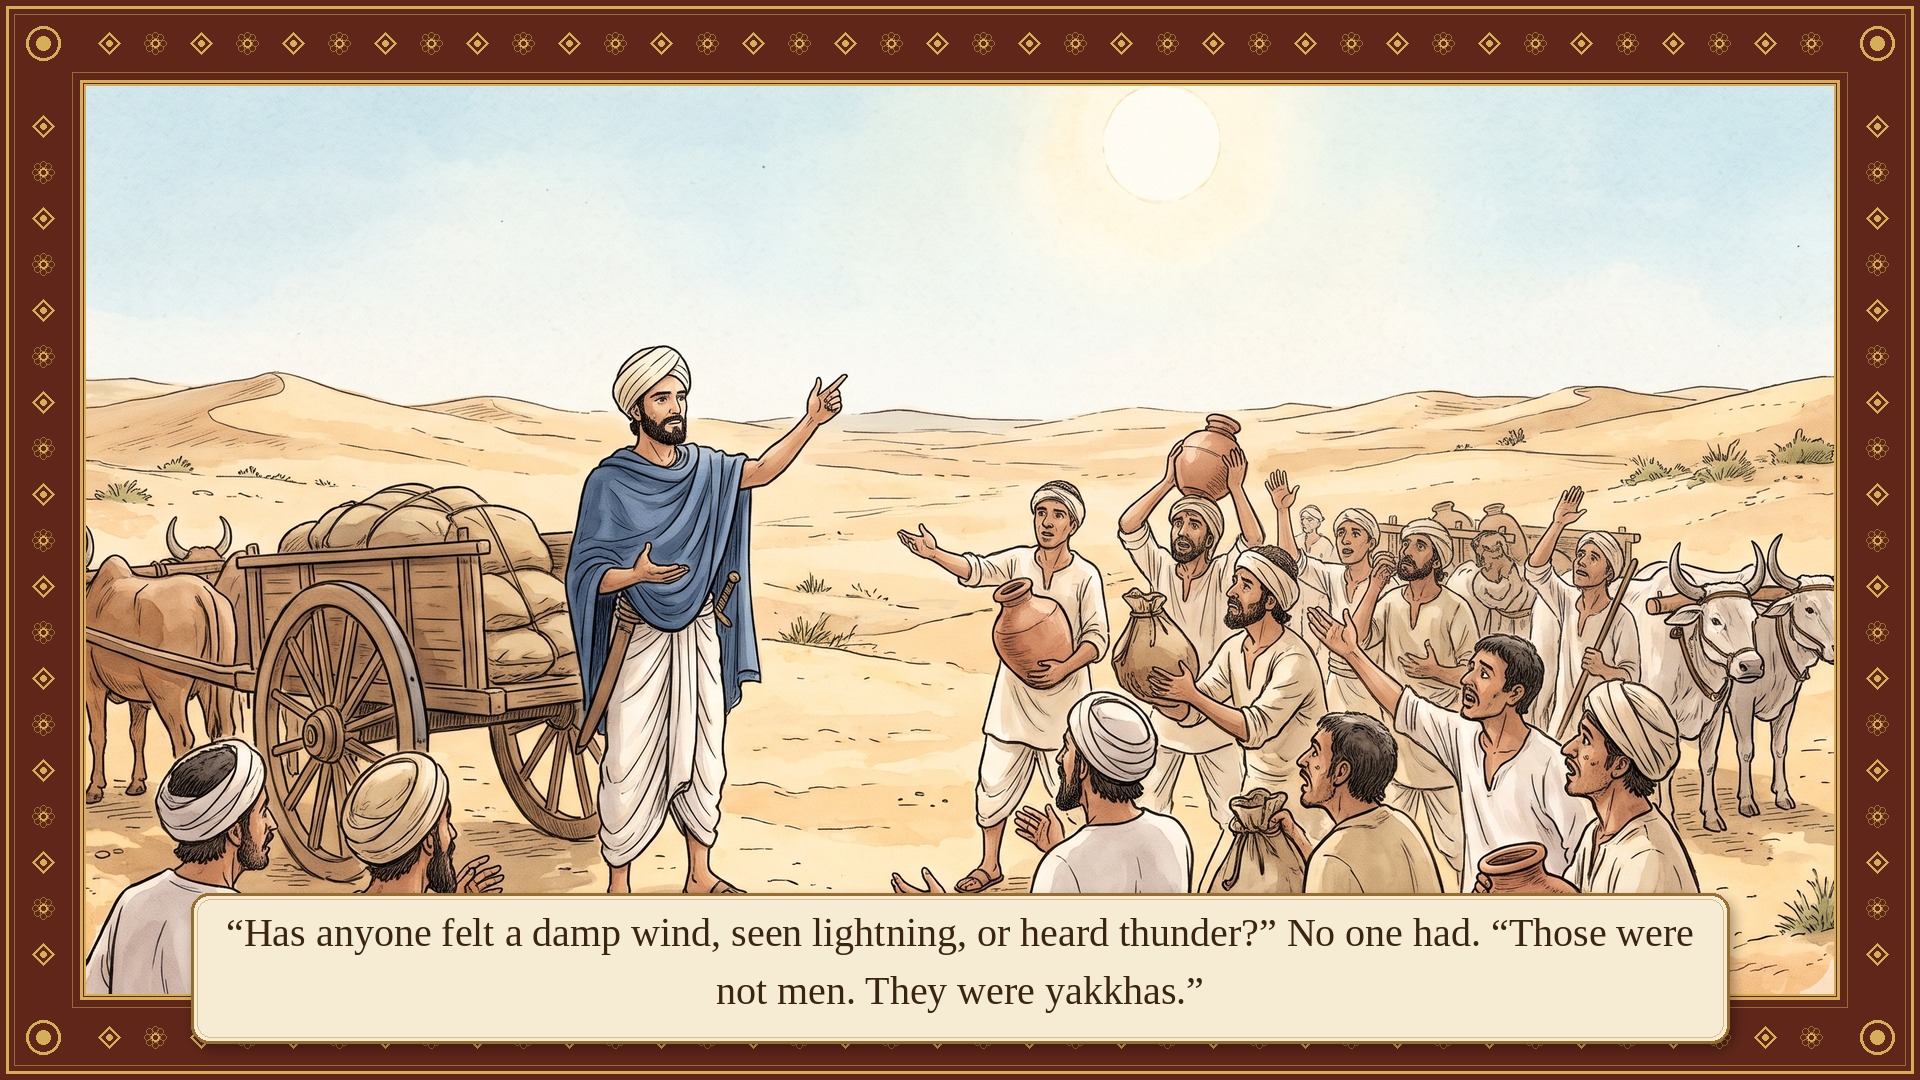 “Has anyone felt a damp wind, seen lightning, or heard thunder?” No one had. “Those were
not men. They were yakkhas.”